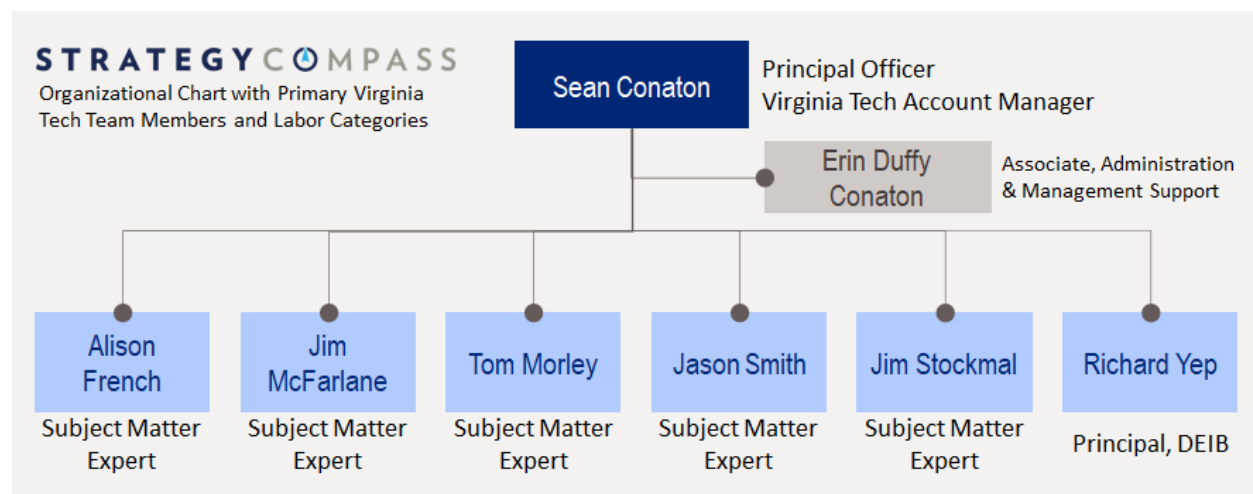 STRATEGY COMPASS
Organizational Chart with Primary Virginia
Tech Team Members and Labor Categories
Sean Conaton
Principal Officer
Virginia Tech Account Manager
Erin Duffy
Conaton
Associate, Administration
& Management Support
Alison
French
Subject Matter
Expert
Jim
McFarlane
Subject Matter
Expert
Tom Morley
Subject Matter
Expert
Jason Smith
Subject Matter
Expert
Jim Stockmal
Subject Matter
Expert
Richard Yep
Principal, DEIB